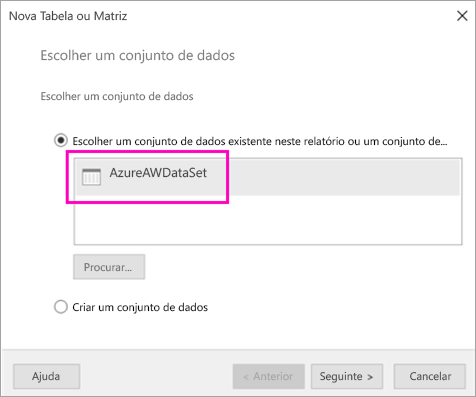 Nova Tabela ou Matriz
Escolher um conjunto de dados
Escolher um conjunto de dados
Escolher um conjunto de dados existente neste relatório ou um conjunto de...
AzureAWDataSet
Procurar...
Criar um conjunto de dados
Ajuda
< Anterior
Seguinte >
Cancelar